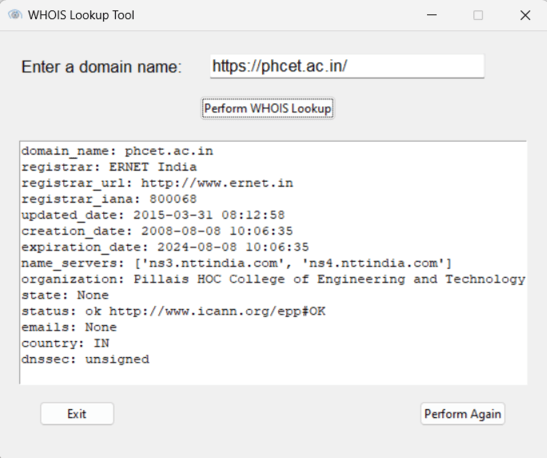 WHOIS Lookup Tool
Enter a domain name: https://phcet.ac.in/
Perform WHOIS Lookup
domain_name: phcet.ac.in
registrar: ERNET India
registrar_url: http://www.ernet.in
registrar_iana: 800068
updated_date: 2015-03-31 08:12:58
creation_date: 2008-08-08 10:06:35
expiration_date: 2024-08-08 10:06:35
name_servers: ['ns3.nttindia.com', 'ns4.nttindia.com']
organization: Pillais HOC College of Engineering and Technology
state: None
status: ok http://www.icann.org/epp#OK
emails: None
country: IN
dnssec: unsigned
Exit Perform Again